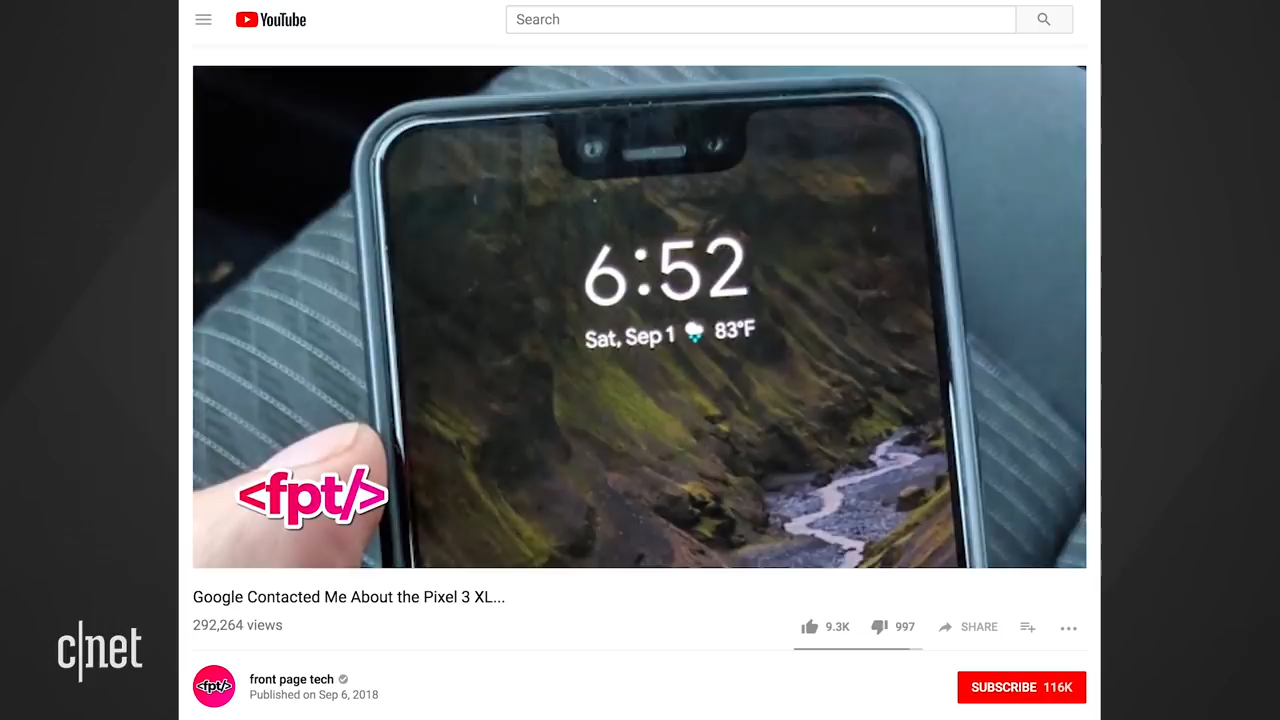 YouTube
Search
6:52
Sat, Sep 1 83°F
<fpt/>
Google Contacted Me About the Pixel 3 XL...
292,264 views
9.3K 997 SHARE
c|net
<fpt/>
front page tech
Published on Sep 6, 2018
SUBSCRIBE 116K